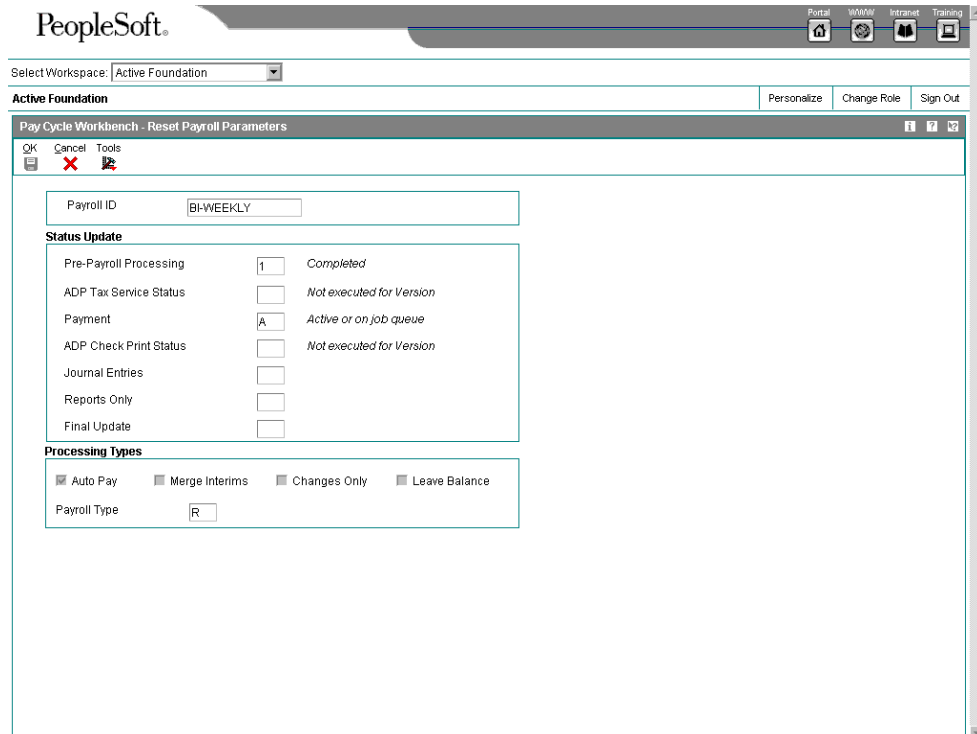 PeopleSoft®
Portal WWW Intranet Training
Select Workspace: Active Foundation
Active Foundation Personalize Change Role Sign Out
Pay Cycle Workbench - Reset Payroll Parameters
OK Cancel Tools
Payroll ID BI-WEEKLY
Status Update
Pre-Payroll Processing 1 Completed
ADP Tax Service Status Not executed for Version
Payment A Active or on job queue
ADP Check Print Status Not executed for Version
Journal Entries
Reports Only
Final Update
Processing Types
Auto Pay Merge Interims Changes Only Leave Balance
Payroll Type R